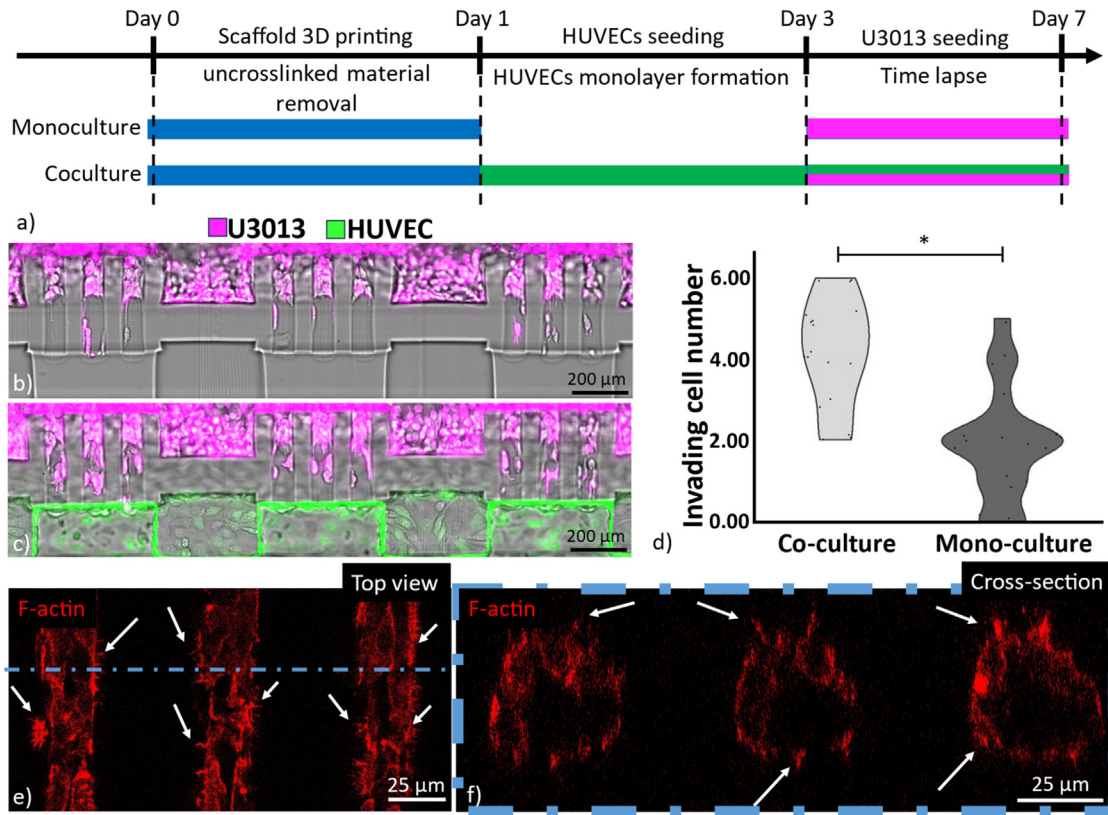 Day 0
Day 1
Day 3
Day 7
Scaffold 3D printing
HUVECs seeding
U3013 seeding
uncrosslinked material
removal
HUVECs monolayer formation
Time lapse
Monoculture
Coculture
a)
U3013
HUVEC
b)
200 µm
c)
200 µm
*
Invading cell number
6.00
4.00
2.00
0.00
d)
Co-culture
Mono-culture
Top view
F-actin
e)
25 µm
Cross-section
F-actin
f)
25 µm